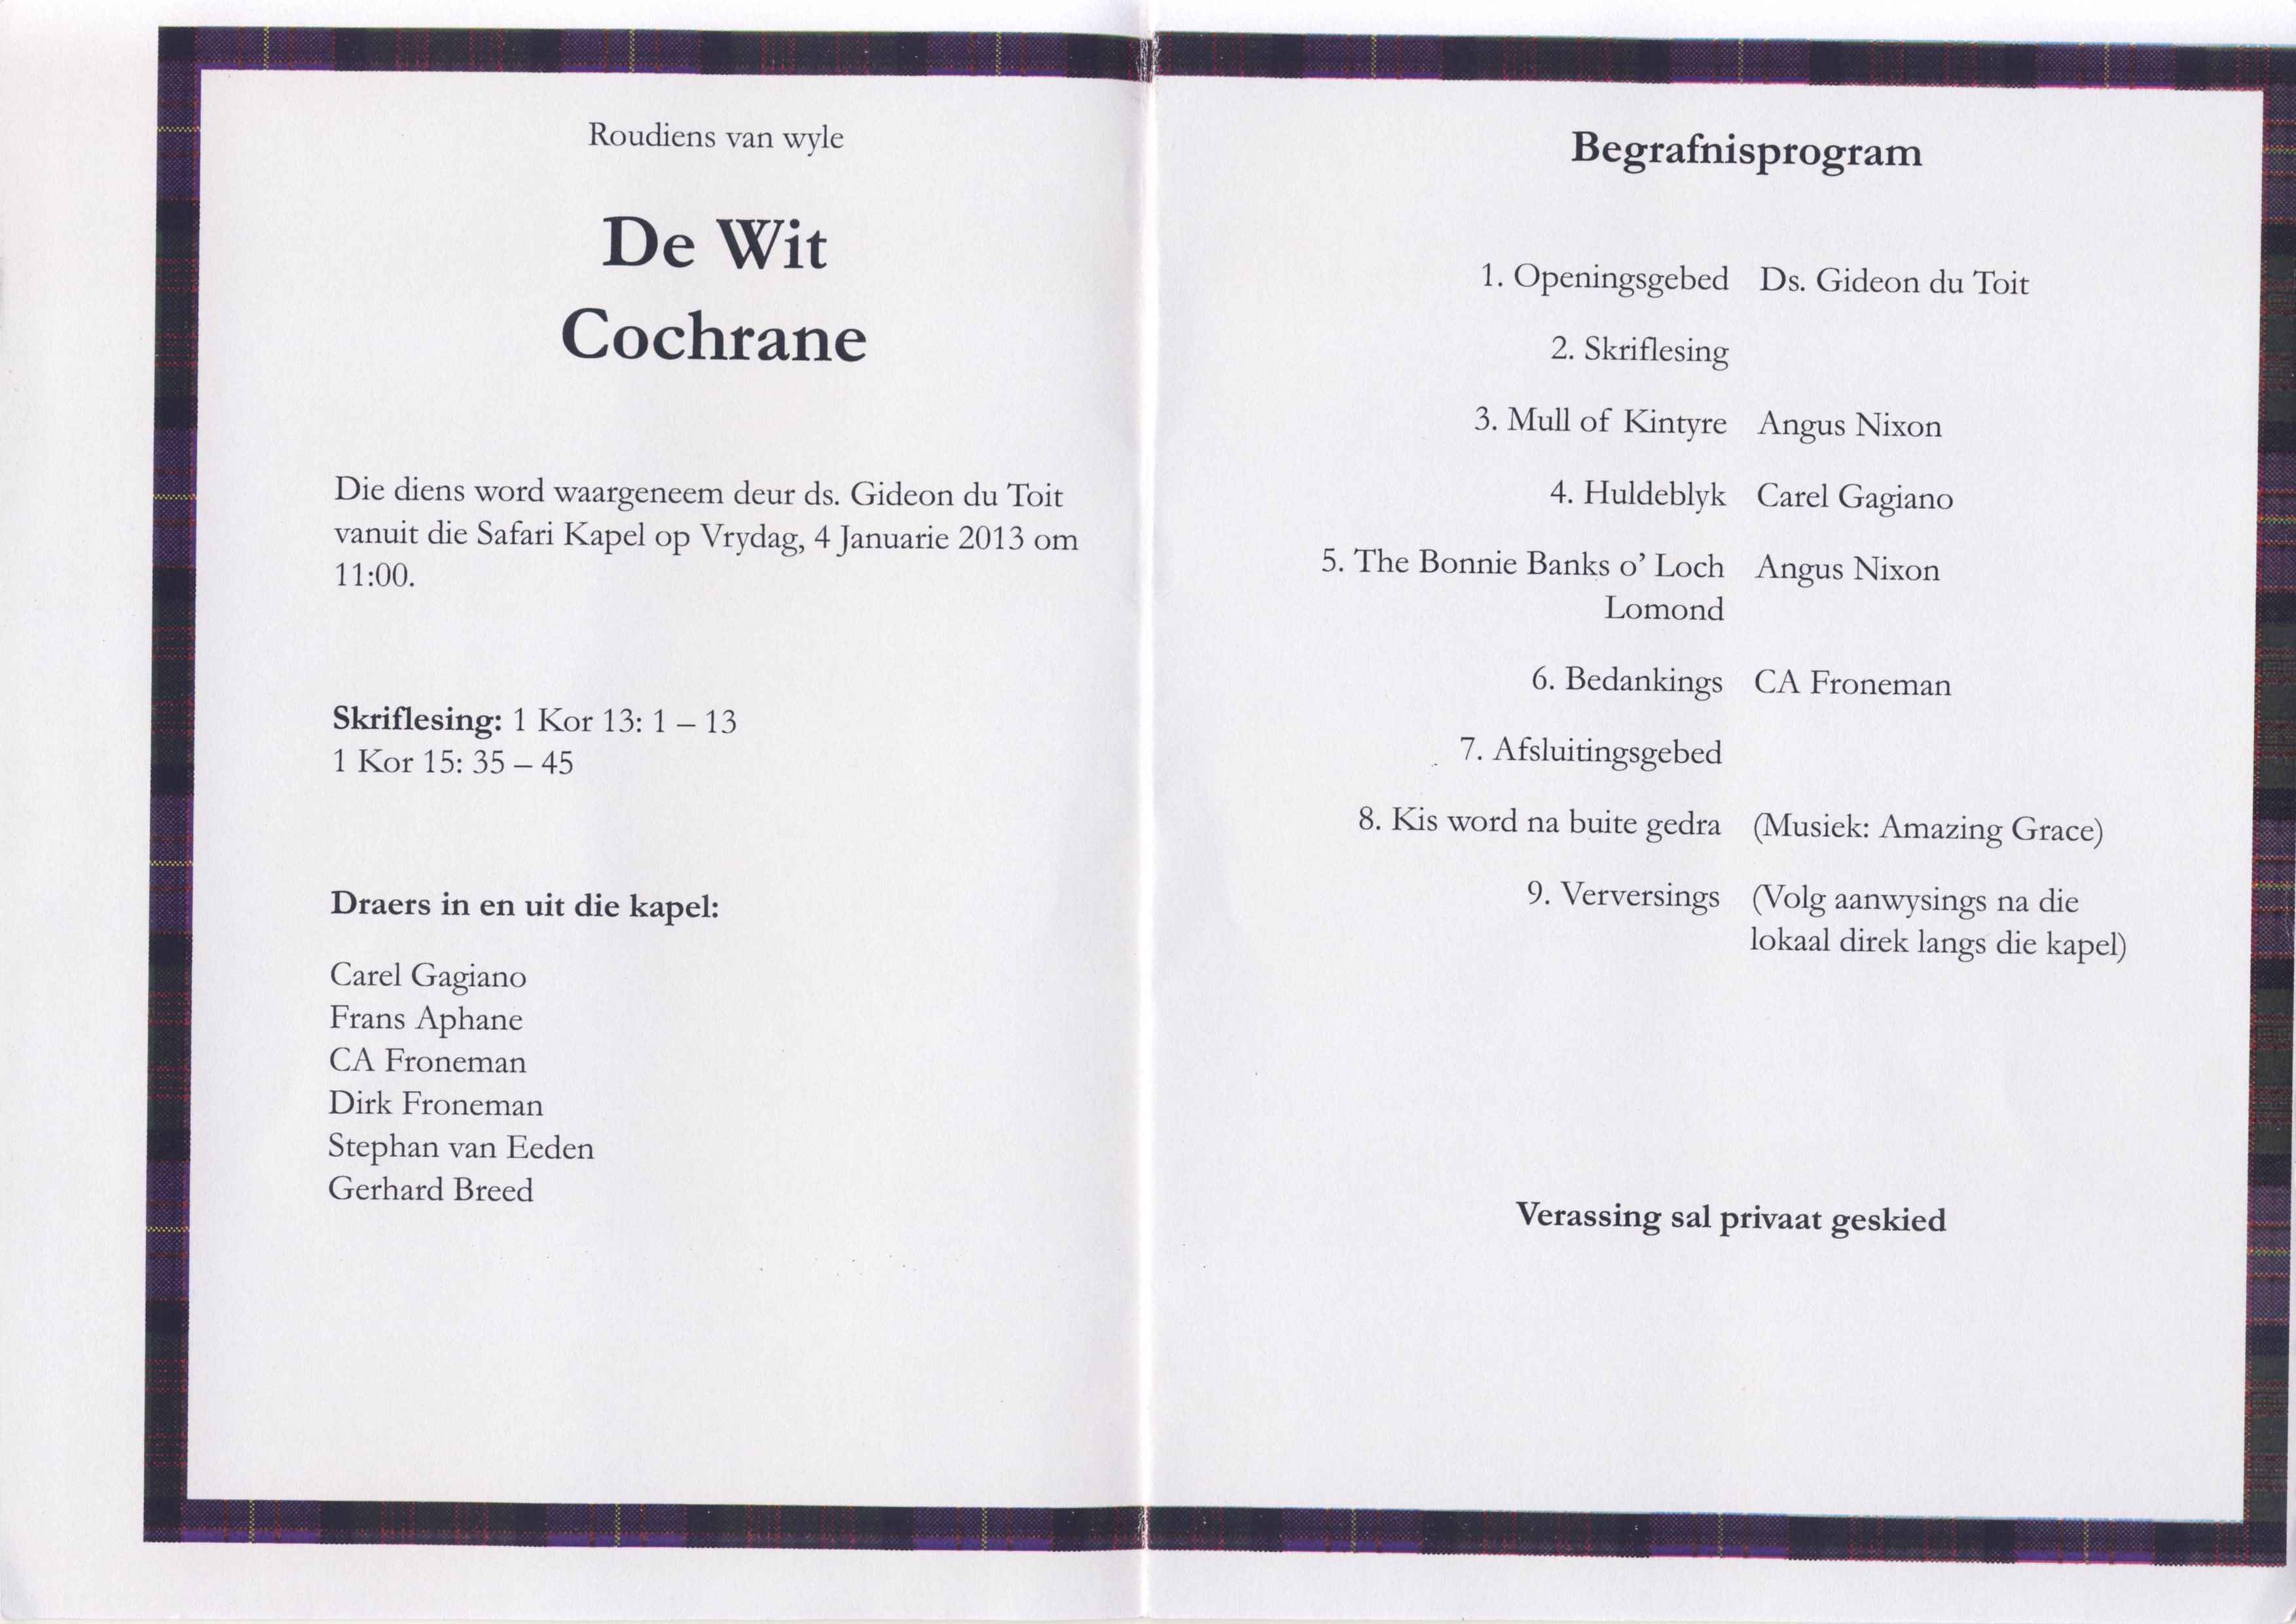 Roudiens van wyle
De Wit
Cochrane
Die diens word waargeneem deur ds. Gideon du Toit
vanuit die Safari Kapel op Vrydag, 4 Januarie 2013 om
11:00.
Skriflesing: 1 Kor 13: 1 – 13
1 Kor 15: 35 – 45
Draers in en uit die kapel:
Carel Gagiano
Frans Aphane
CA Froneman
Dirk Froneman
Stephan van Eeden
Gerhard Breed
Begrafnisprogram
1. Openingsgebed Ds. Gideon du Toit
2. Skriflesing
3. Mull of Kintyre Angus Nixon
4. Huldeblyk Carel Gagiano
5. The Bonnie Banks o’ Loch Angus Nixon
Lomond
6. Bedankings CA Froneman
7. Afsluitingsgebed
8. Kis word na buite gedra (Musiek: Amazing Grace)
9. Verversings (Volg aanwysings na die
lokaal direk langs die kapel)
Verassing sal privaat geskied